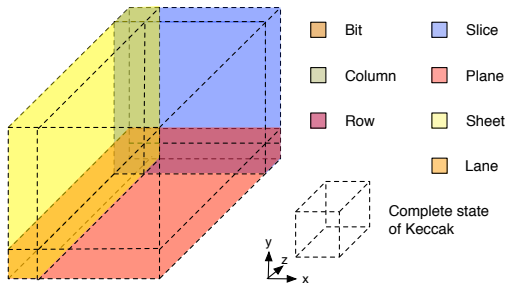 Bit
Slice
Column
Plane
Row
Sheet
Lane
Complete state
of Keccak
y
z
x